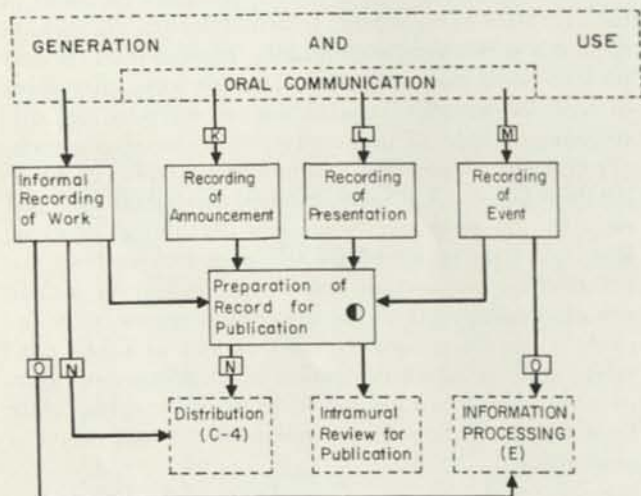 GENERATION AND USE
ORAL COMMUNICATION
K
L
M
Informal
Recording
of Work
Recording
of
Announcement
Recording
of
Presentation
Recording
of
Event
Preparation of
Record for
Publication
O
N
N
O
Distribution
(C-4)
Intramural
Review for
Publication
INFORMATION
PROCESSING
(E)